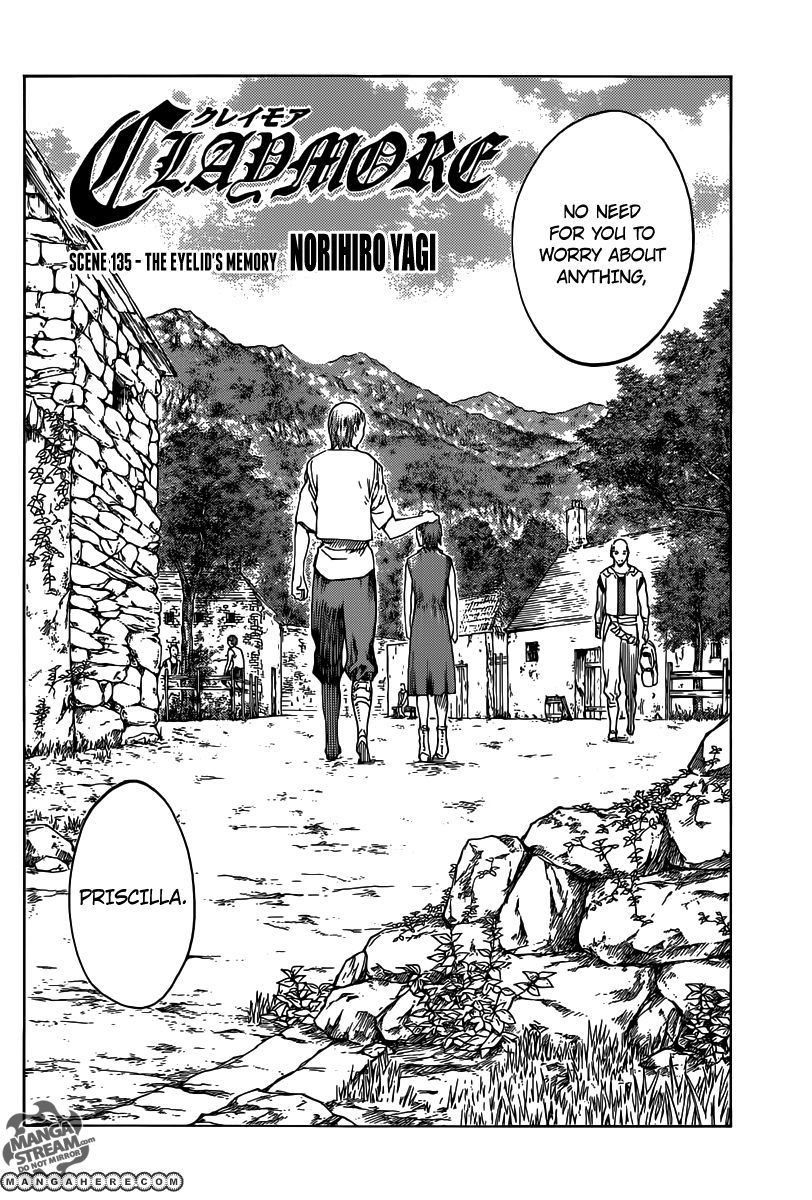 クレイモア
CLAYMORE
SCENE 135 - THE EYELID'S MEMORY NORIHIRO YAGI
NO NEED
FOR YOU TO
WORRY ABOUT
ANYTHING,
PRISCILLA.
MANGA
STREAM.com
DO NOT MIRROR
MANGAHERE.COM